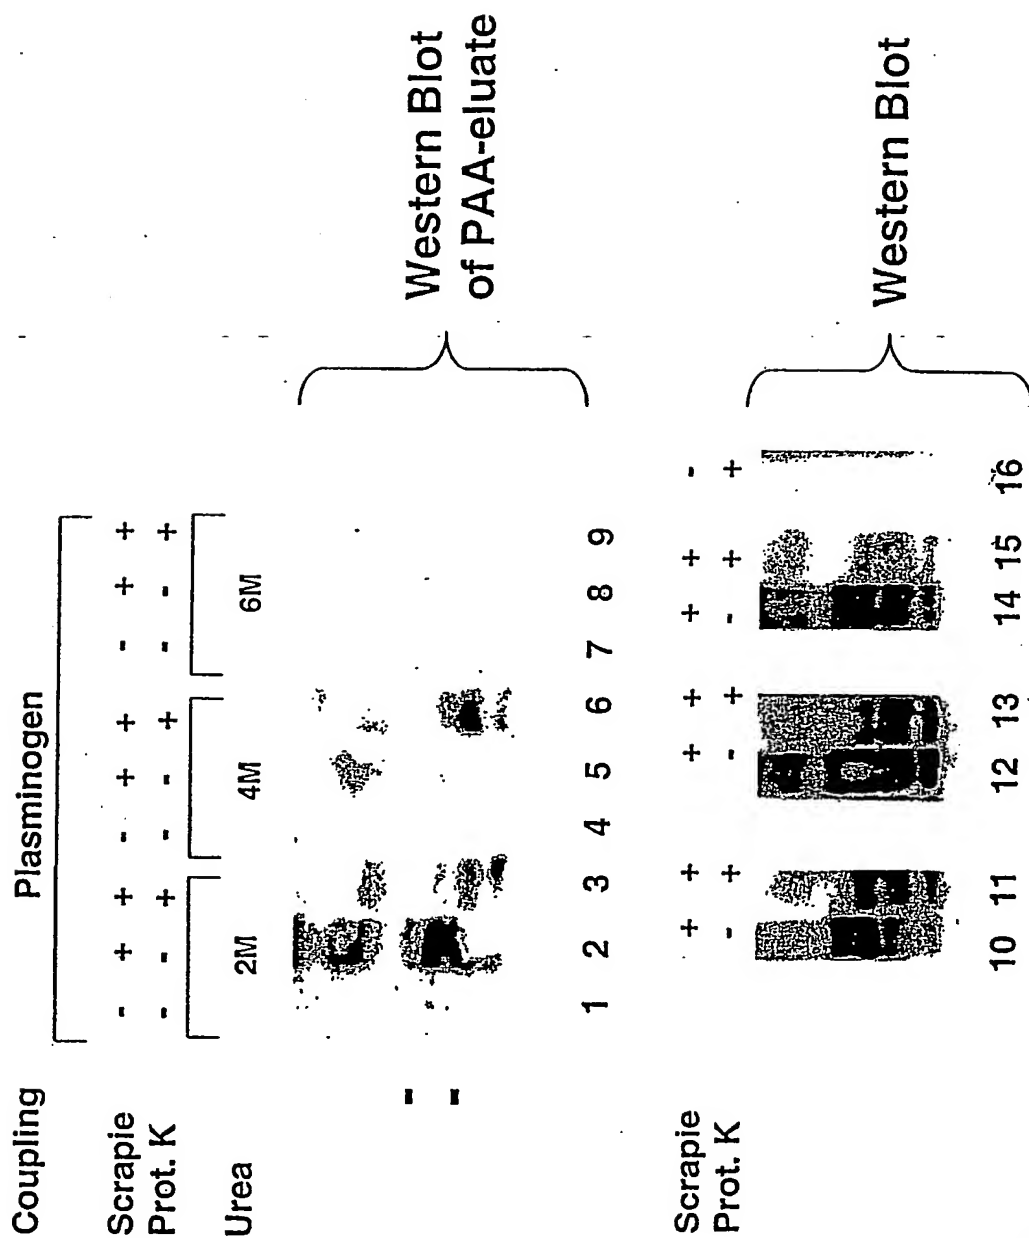 Coupling Plasminogen
Scrapie - + + - + + - + +
Prot. K - - + - - + - - +
Urea 2M 4M 6M
1 2 3 4 5 6 7 8 9
Western Blot
of PAA-eluate
Scrapie + + + + + + -
Prot. K - + - + - + +
10 11 12 13 14 15 16
Western Blot